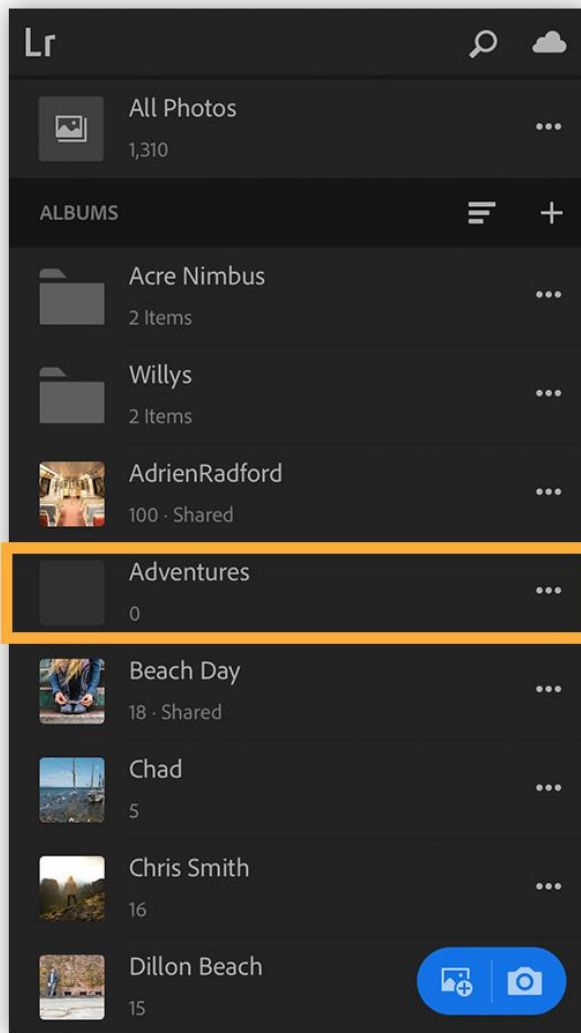 Lr
All Photos
1,310
ALBUMS
Acre Nimbus
2 Items
Willys
2 Items
AdrienRadford
100 · Shared
Adventures
0
Beach Day
18 · Shared
Chad
5
Chris Smith
16
Dillon Beach
15